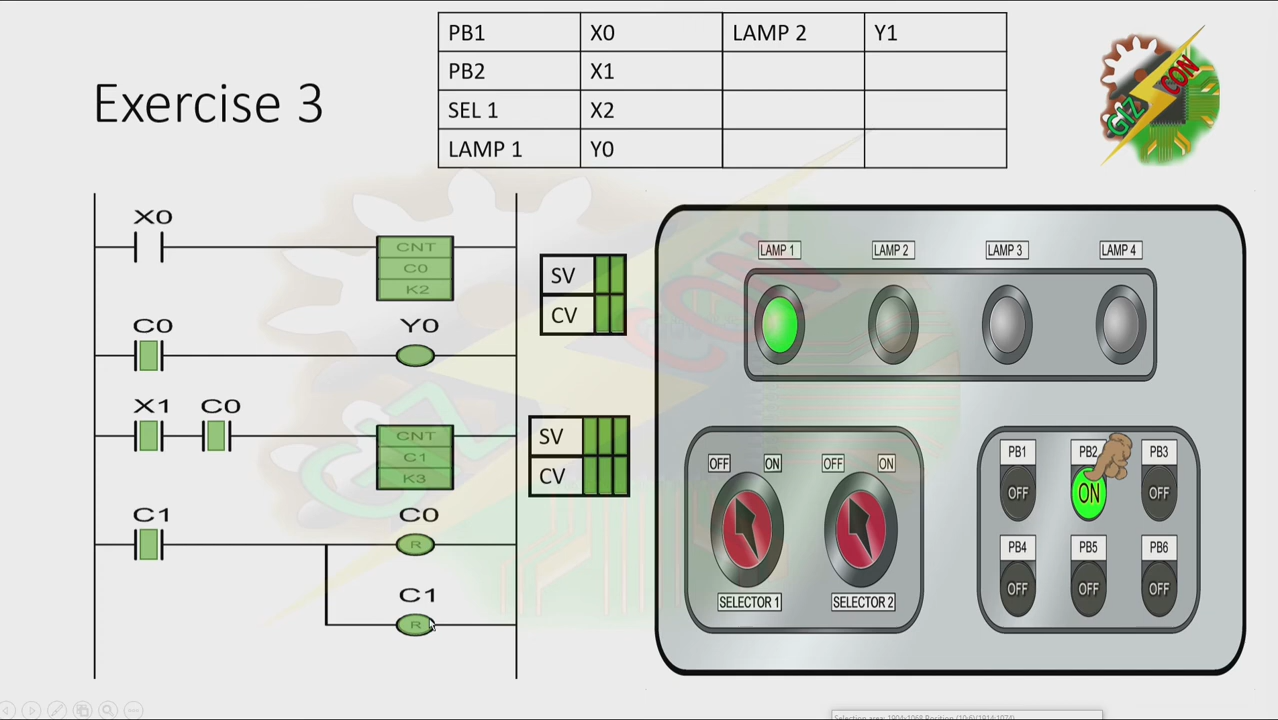 Exercise 3
PB1 X0 LAMP 2 Y1
PB2 X1
SEL 1 X2
LAMP 1 Y0
GIZ CON
X0
CNT
C0
K2
SV
CV
C0 Y0
X1 C0
CNT
C1
K3
SV
CV
C1 C0
R
C1
R
LAMP 1 LAMP 2 LAMP 3 LAMP 4
OFF ON OFF ON
SELECTOR 1 SELECTOR 2
PB1 PB2 PB3
OFF ON OFF
PB4 PB5 PB6
OFF OFF OFF